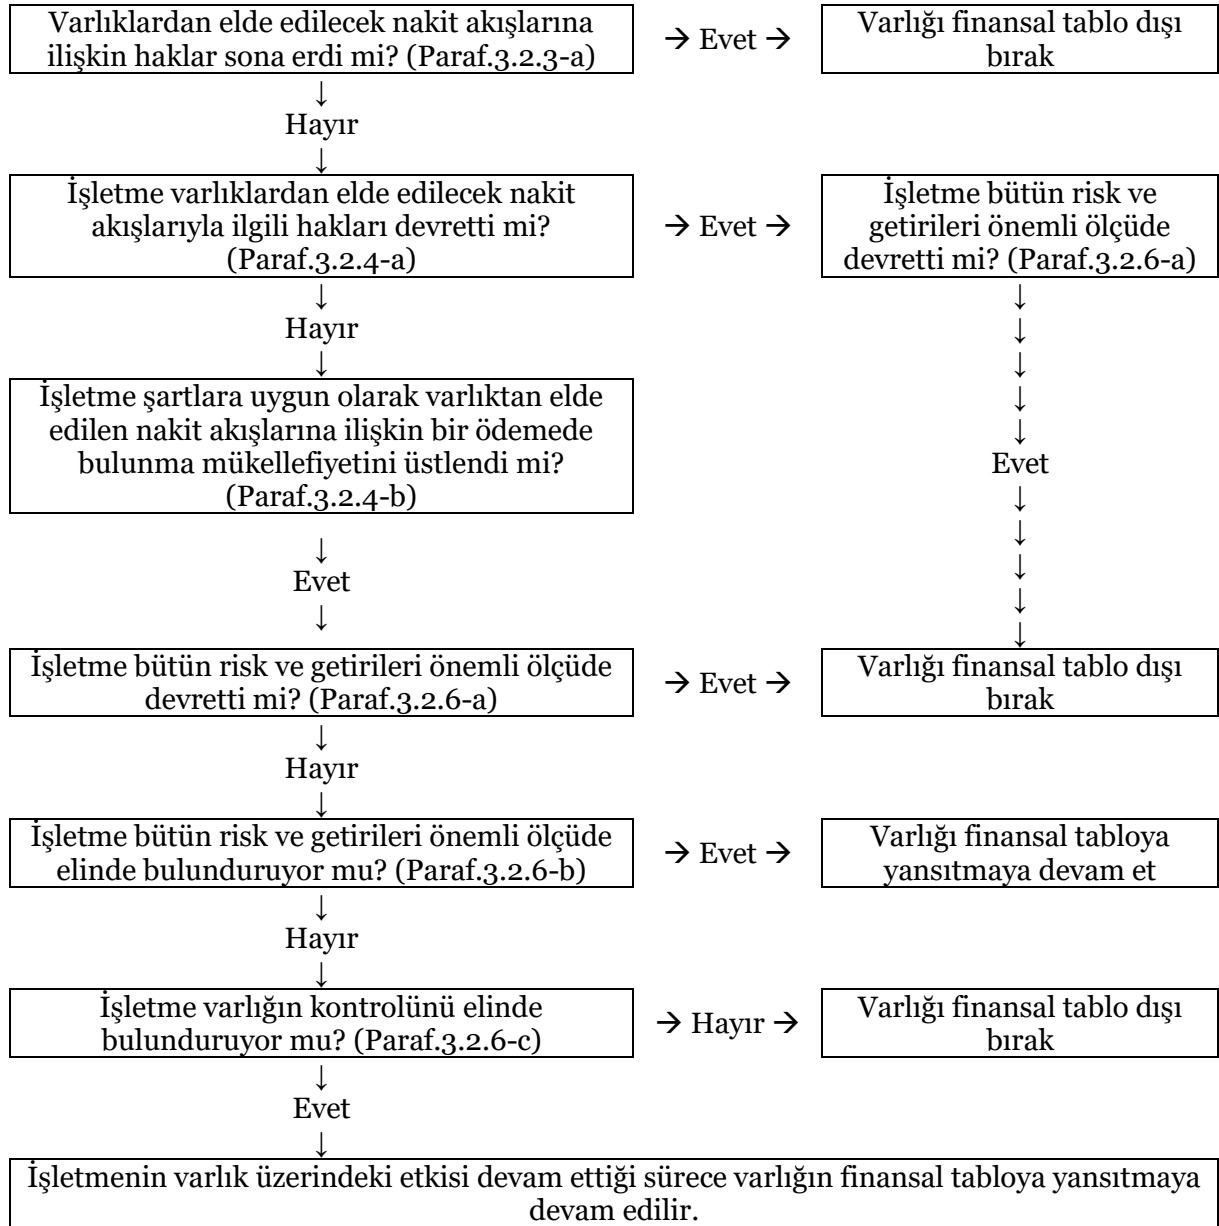 Varlıklardan elde edilecek nakit akışlarına
ilişkin haklar sona erdi mi? (Paraf.3.2.3-a)
→ Evet →
Varlığı finansal tablo dışı
bırak
↓
Hayır
↓
İşletme varlıklardan elde edilecek nakit
akışlarıyla ilgili hakları devretti mi?
(Paraf.3.2.4-a)
→ Evet →
İşletme bütün risk ve
getirileri önemli ölçüde
devretti mi? (Paraf.3.2.6-a)
↓
Hayır
↓
İşletme şartlara uygun olarak varlıktan elde
edilen nakit akışlarına ilişkin bir ödemede
bulunma mükellefiyetini üstlendi mi?
(Paraf.3.2.4-b)
↓
↓
↓
↓
↓
Evet
↓
↓
↓
↓
↓
↓
Evet
↓
İşletme bütün risk ve getirileri önemli ölçüde
devretti mi? (Paraf.3.2.6-a)
→ Evet →
Varlığı finansal tablo dışı
bırak
↓
Hayır
↓
İşletme bütün risk ve getirileri önemli ölçüde
elinde bulunduruyor mu? (Paraf.3.2.6-b)
→ Evet →
Varlığı finansal tabloya
yansıtmaya devam et
↓
Hayır
↓
İşletme varlığın kontrolünü elinde
bulunduruyor mu? (Paraf.3.2.6-c)
→ Hayır →
Varlığı finansal tablo dışı
bırak
↓
Evet
↓
İşletmenin varlık üzerindeki etkisi devam ettiği sürece varlığın finansal tabloya yansıtmaya
devam edilir.